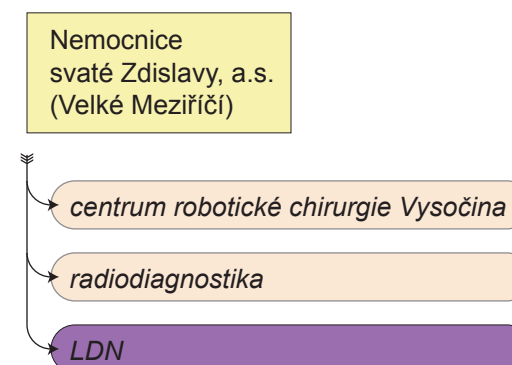 Nemocnice
svaté Zdislavy, a.s.
(Velké Meziříčí)
centrum robotické chirurgie Vysočina
radiodiagnostika
LDN